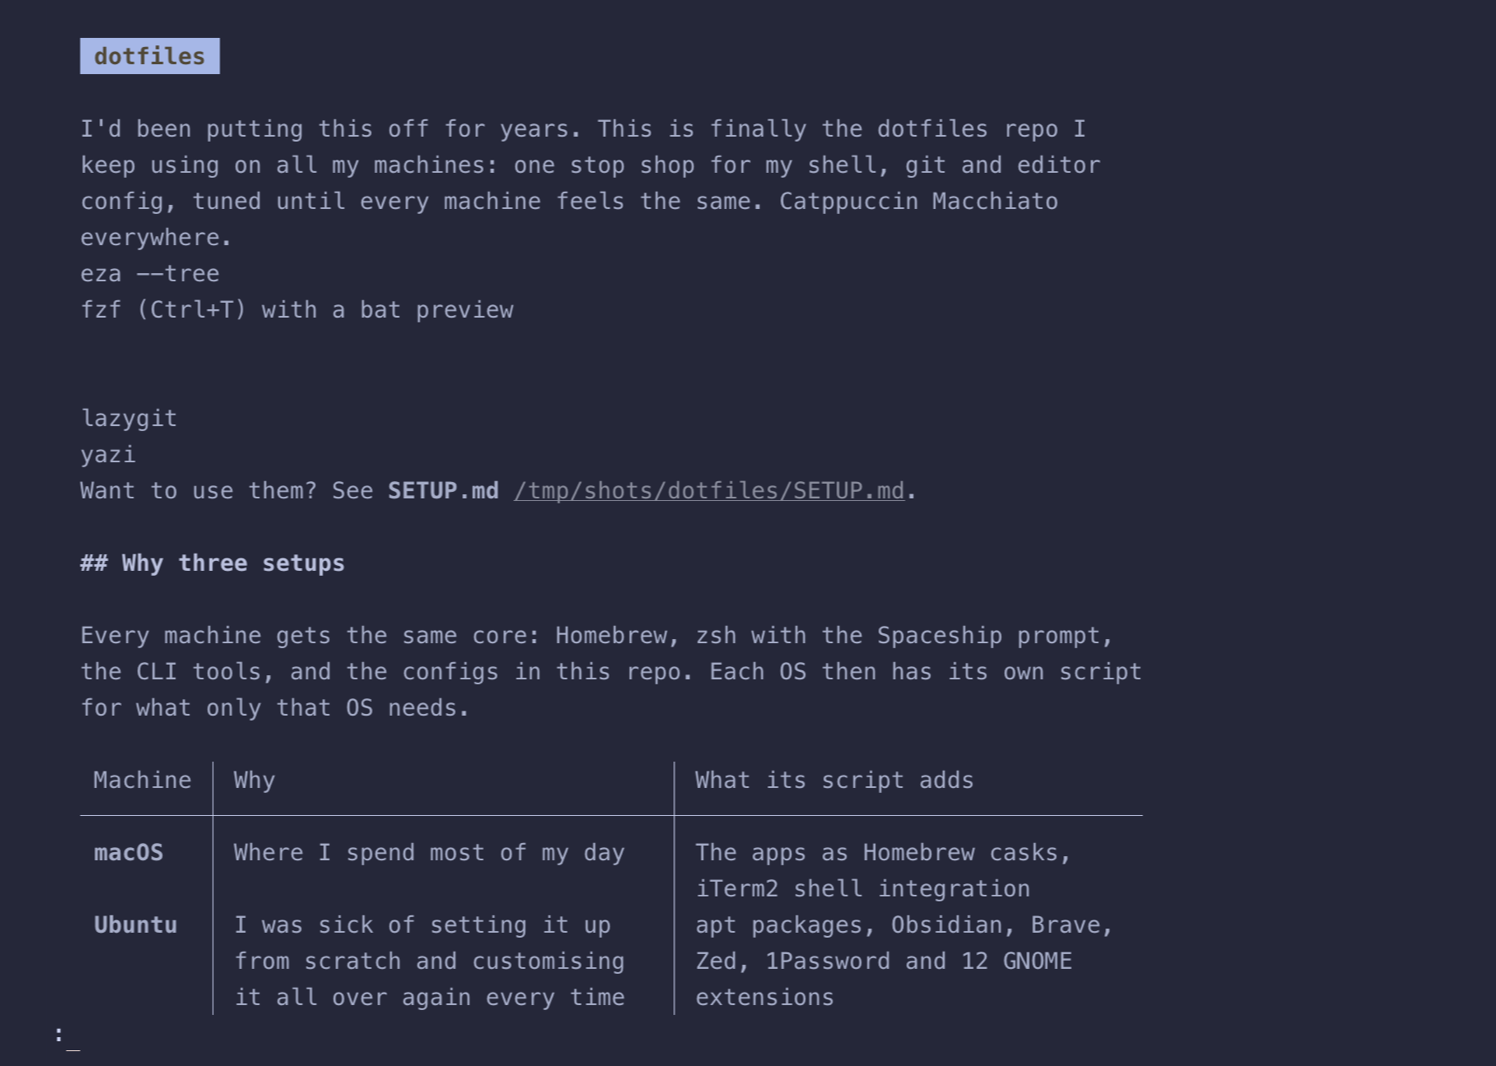 dotfiles
I'd been putting this off for years. This is finally the dotfiles repo I
keep using on all my machines: one stop shop for my shell, git and editor
config, tuned until every machine feels the same. Catppuccin Macchiato
everywhere.
eza --tree
fzf (Ctrl+T) with a bat preview
lazygit
yazi
Want to use them? See SETUP.md /tmp/shots/dotfiles/SETUP.md.
## Why three setups
Every machine gets the same core: Homebrew, zsh with the Spaceship prompt,
the CLI tools, and the configs in this repo. Each OS then has its own script
for what only that OS needs.
Machine Why What its script adds
macOS Where I spend most of my day The apps as Homebrew casks,
iTerm2 shell integration
Ubuntu I was sick of setting it up apt packages, Obsidian, Brave,
from scratch and customising Zed, 1Password and 12 GNOME
it all over again every time extensions
:_